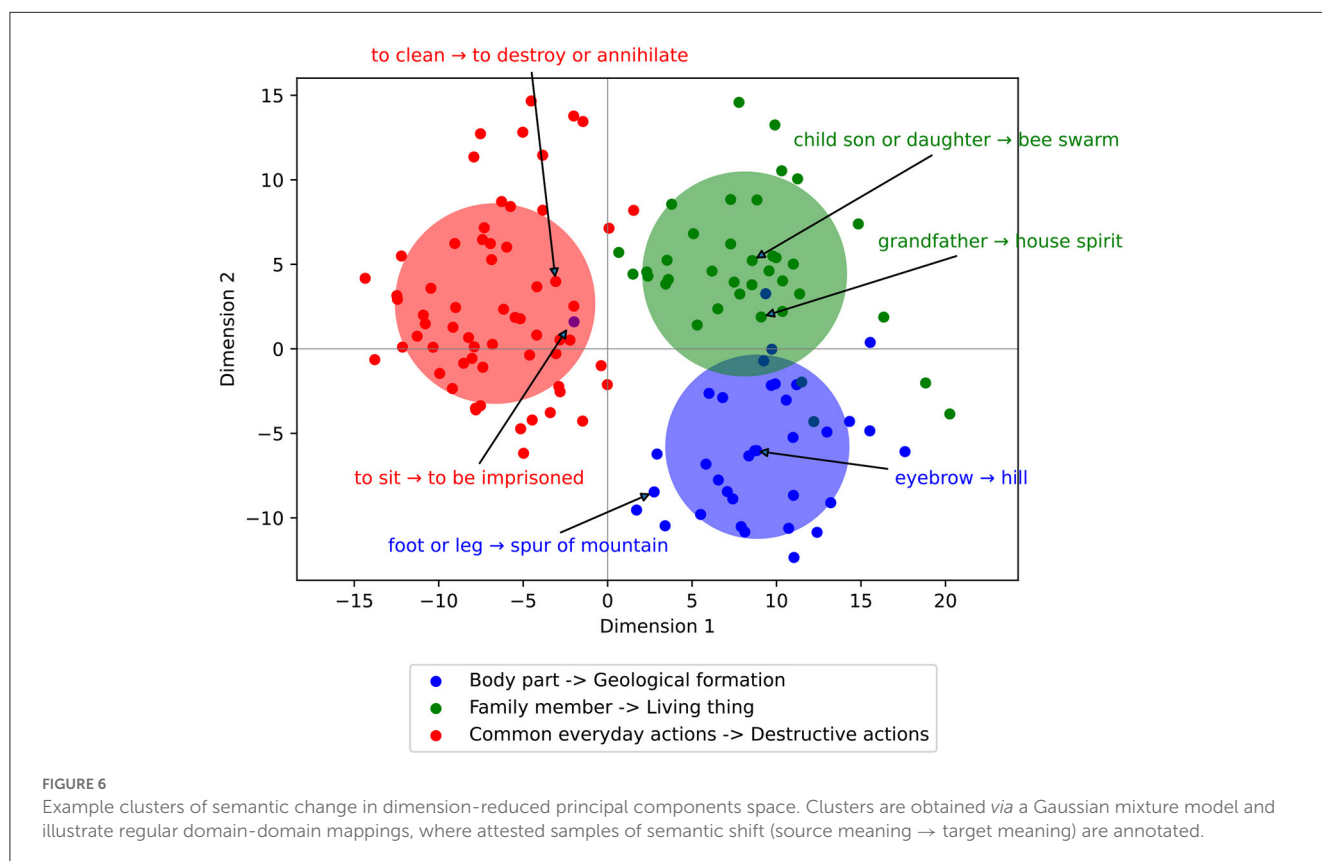 to clean → to destroy or annihilate
child son or daughter → bee swarm
grandfather → house spirit
to sit → to be imprisoned
eyebrow → hill
foot or leg → spur of mountain
15
10
5
0
−5
−10
Dimension 2
−15 −10 −5 0 5 10 15 20
Dimension 1
Body part -> Geological formation
Family member -> Living thing
Common everyday actions -> Destructive actions
FIGURE 6
Example clusters of semantic change in dimension-reduced principal components space. Clusters are obtained via a Gaussian mixture model and
illustrate regular domain-domain mappings, where attested samples of semantic shift (source meaning → target meaning) are annotated.